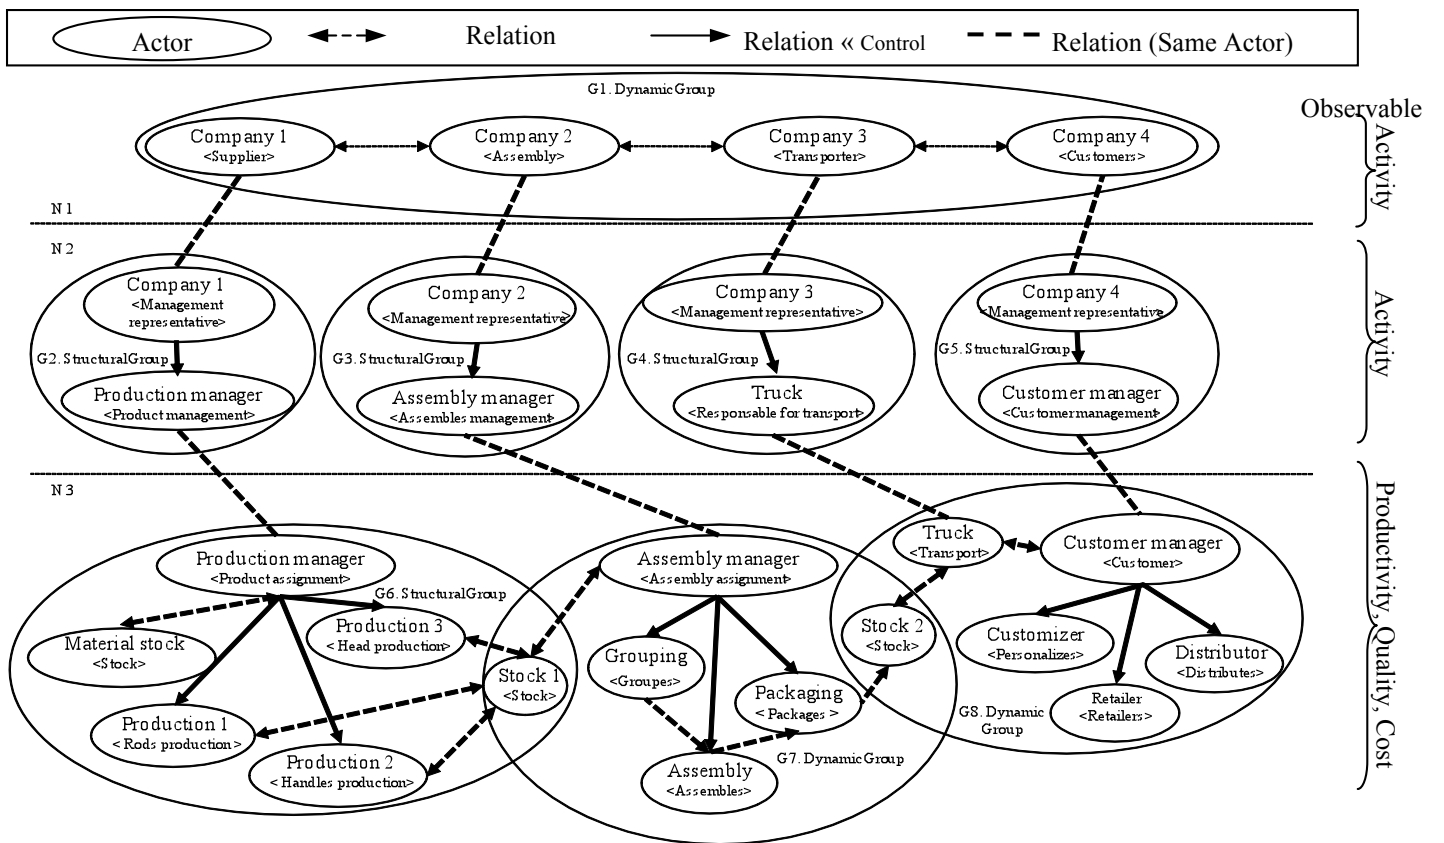 Actor
Relation
Relation « Control
Relation (Same Actor)
G1. DynamicGroup
Observable
Company 1
<Supplier>
Company 2
<Assembly>
Company 3
<Transporter>
Company 4
<Customers>
Activity
N 1
N 2
Company 1
<Management
representative>
Company 2
<Management representative>
Company 3
<Management representative>
Company 4
<Management representative>
Activity
G2. StructuralGroup
G3. StructuralGroup
G4. StructuralGroup
G5. StructuralGroup
Production manager
<Product management>
Assembly manager
<Assembles management>
Truck
<Responsable for transport>
Customer manager
<Customer management>
N 3
Production manager
<Product assignment>
Assembly manager
<Assembly assignment>
Truck
<Transport>
Customer manager
<Customer>
Productivity, Quality, Cost
G6. StructuralGroup
Material stock
<Stock>
Production 3
< Head production>
Stock 1
<Stock>
Grouping
<Groupes>
Packaging
< Packages >
Stock 2
<Stock>
Customizer
<Personalizes>
Distributor
<Distributes>
Retailer
<Retailers>
Production 1
< Rods production>
Production 2
< Handles production>
Assembly
<Assembles>
G7. DynamicGroup
G8. Dynamic
Group